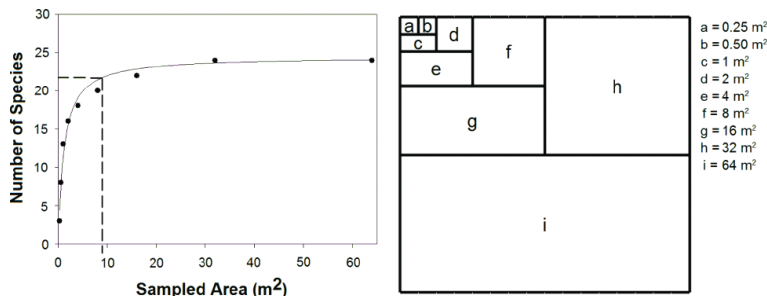 30
25
20
15
10
5
0
Number of Species
0 10 20 30 40 50 60
Sampled Area (m²)
a b
c
d
e
f
g
h
i
a = 0.25 m²
b = 0.50 m²
c = 1 m²
d = 2 m²
e = 4 m²
f = 8 m²
g = 16 m²
h = 32 m²
i = 64 m²